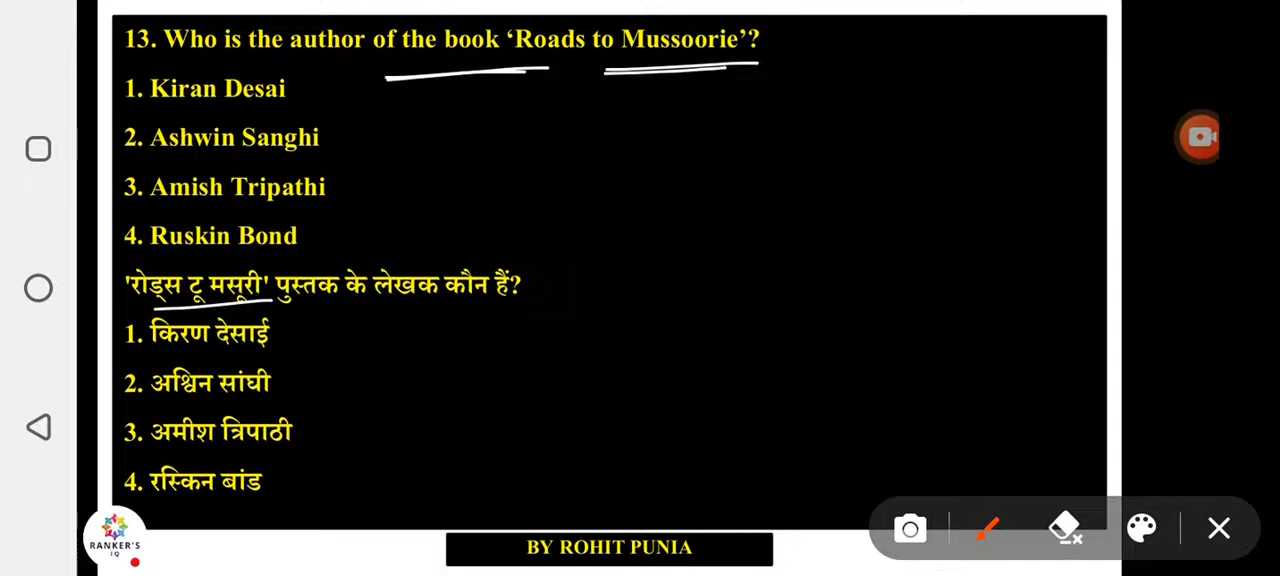 13. Who is the author of the book ‘Roads to Mussoorie’?
1. Kiran Desai
2. Ashwin Sanghi
3. Amish Tripathi
4. Ruskin Bond
'रोड्स टू मसूरी' पुस्तक के लेखक कौन हैं?
1. किरण देसाई
2. अश्विन सांघी
3. अमीश त्रिपाठी
4. रस्किन बांड
RANKER'S
IQ
BY ROHIT PUNIA